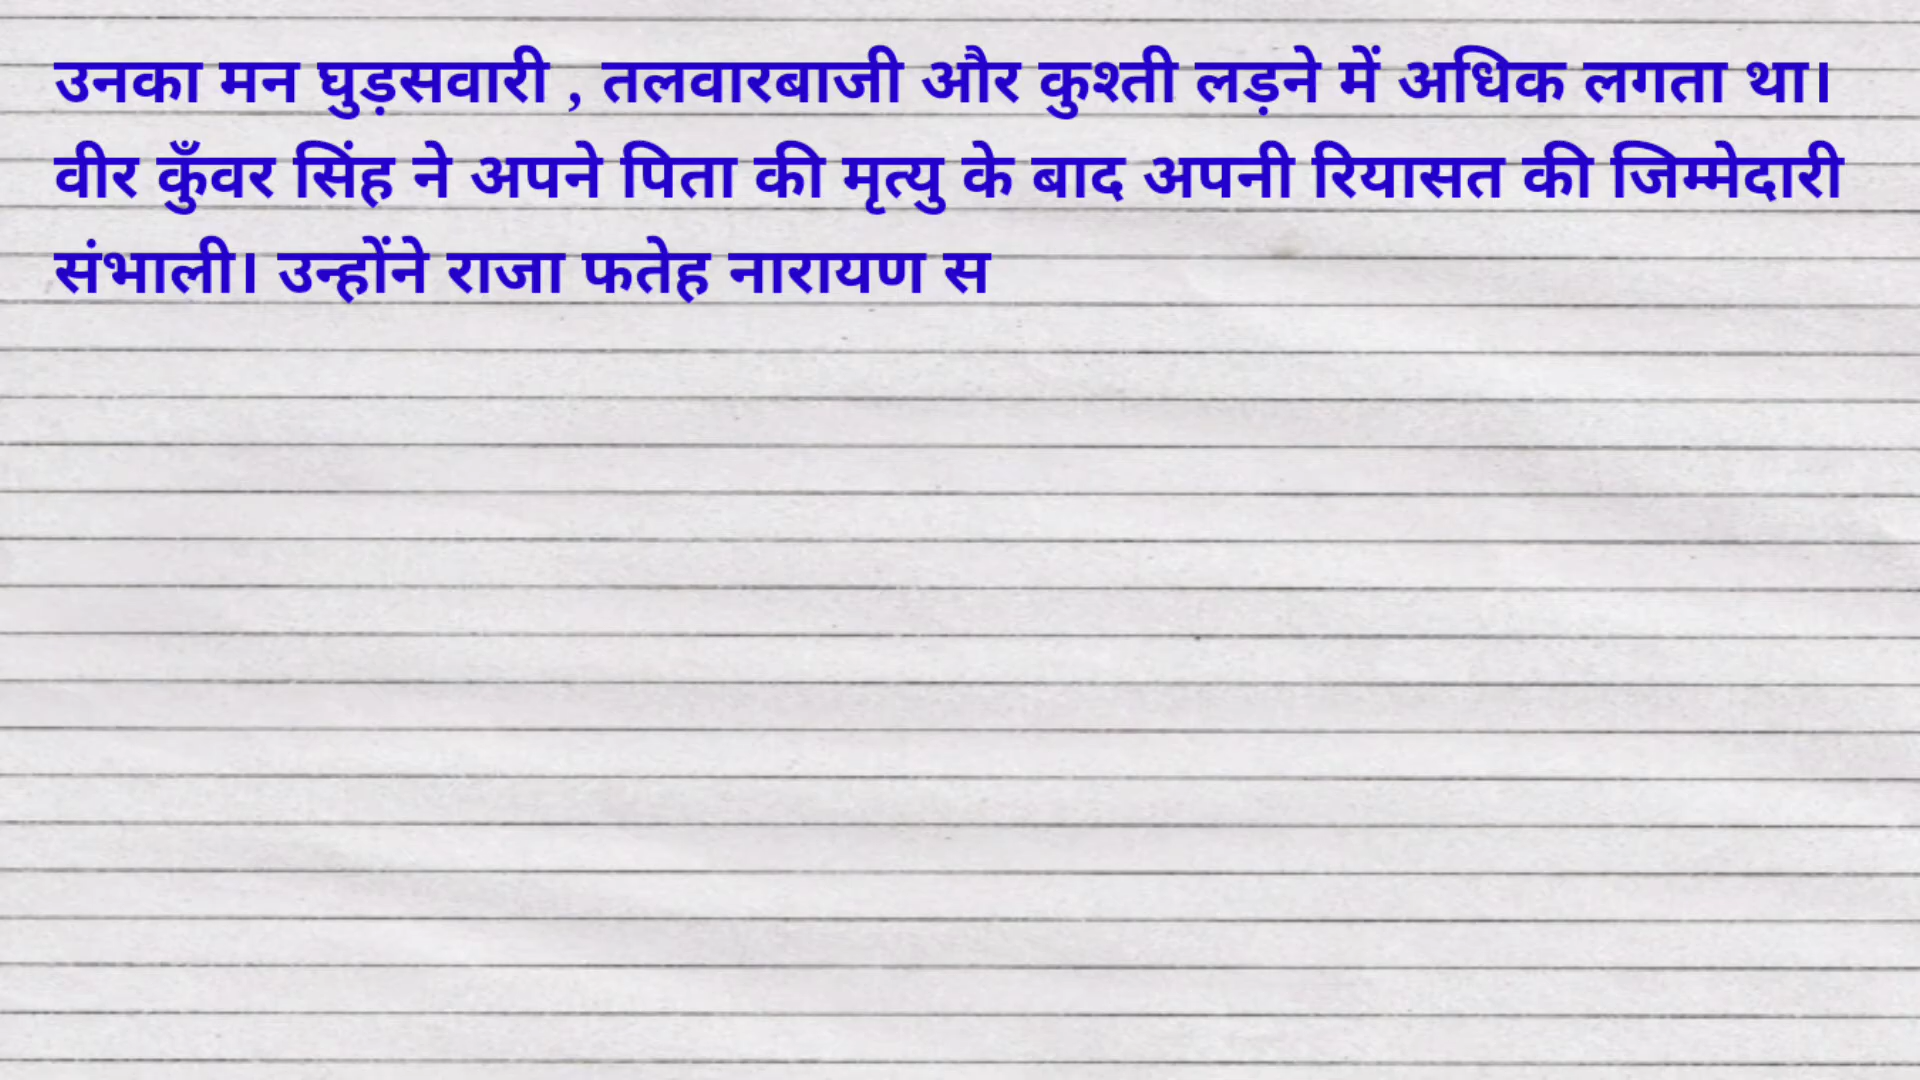 उनका मन घुड़सवारी , तलवारबाजी और कुश्ती लड़ने में अधिक लगता था।
वीर कुँवर सिंह ने अपने पिता की मृत्यु के बाद अपनी रियासत की जिम्मेदारी
संभाली। उन्होंने राजा फतेह नारायण स